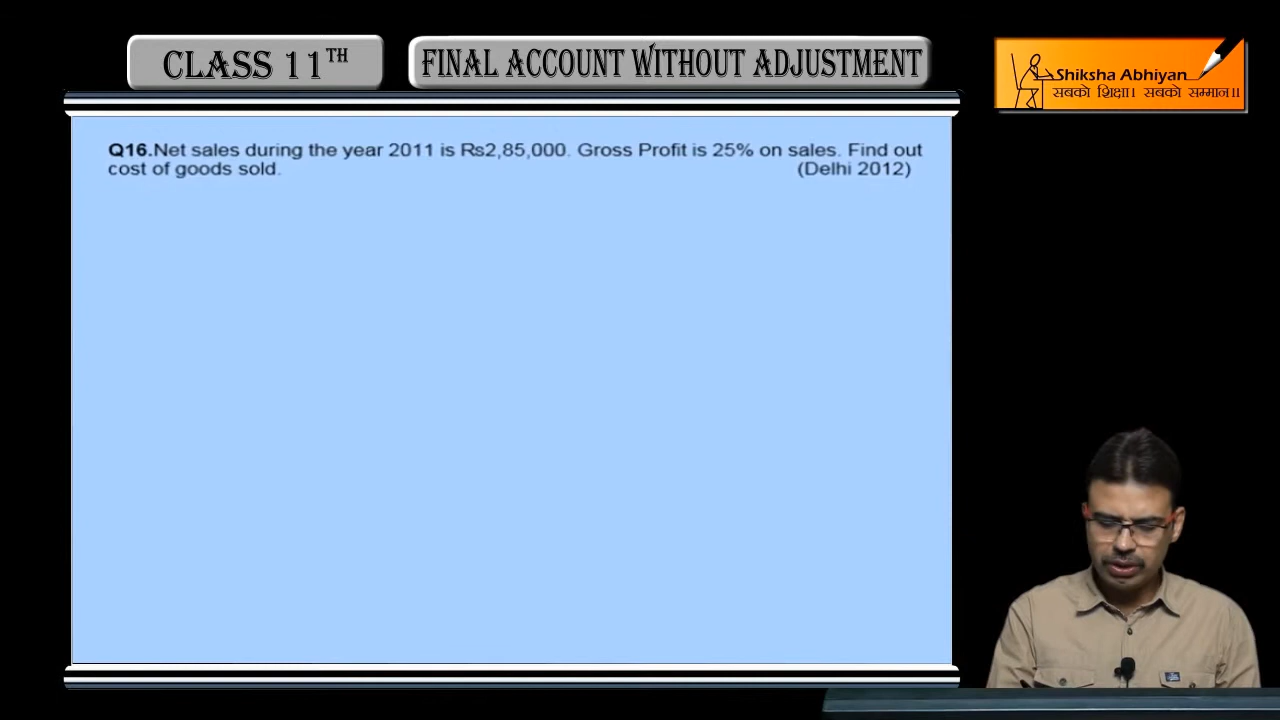 CLASS 11TH
FINAL ACCOUNT WITHOUT ADJUSTMENT
Shiksha Abhiyan
सबको शिक्षा। सबको सम्मान॥
Q16.Net sales during the year 2011 is Rs2,85,000. Gross Profit is 25% on sales. Find out
cost of goods sold. (Delhi 2012)